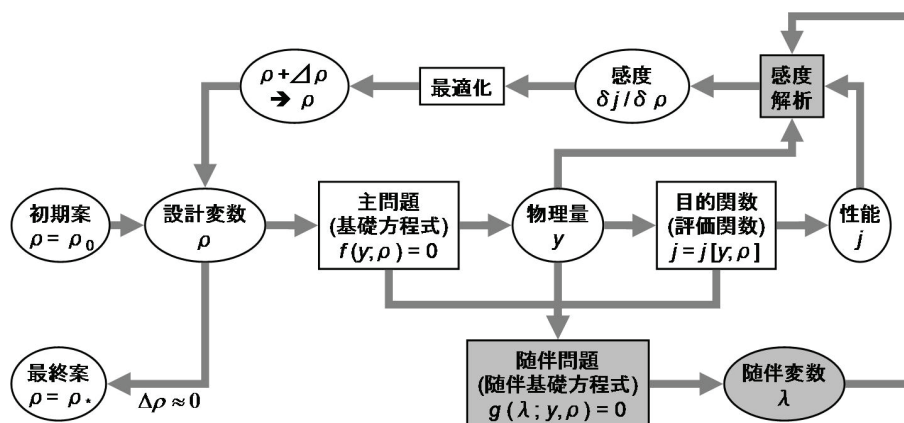 ρ+Δρ
➔ ρ
最適化
感度
δj/δρ
感度
解析
初期案
ρ= ρ₀
設計変数
ρ
主問題
(基礎方程式)
f(y;ρ)=0
物理量
y
目的関数
(評価関数)
j=j[y;ρ]
性能
j
最終案
ρ= ρ*
Δρ≈0
随伴問題
(随伴基礎方程式)
g(λ;y,ρ)=0
随伴変数
λ